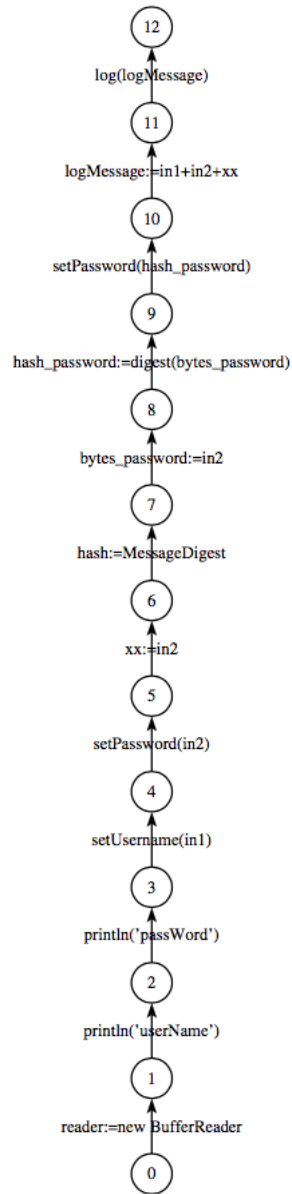 12
log(logMessage)
11
logMessage:=in1+in2+xx
10
setPassword(hash_password)
9
hash_password:=digest(bytes_password)
8
bytes_password:=in2
7
hash:=MessageDigest
6
xx:=in2
5
setPassword(in2)
4
setUsername(in1)
3
println('passWord')
2
println('userName')
1
reader:=new BufferReader
0